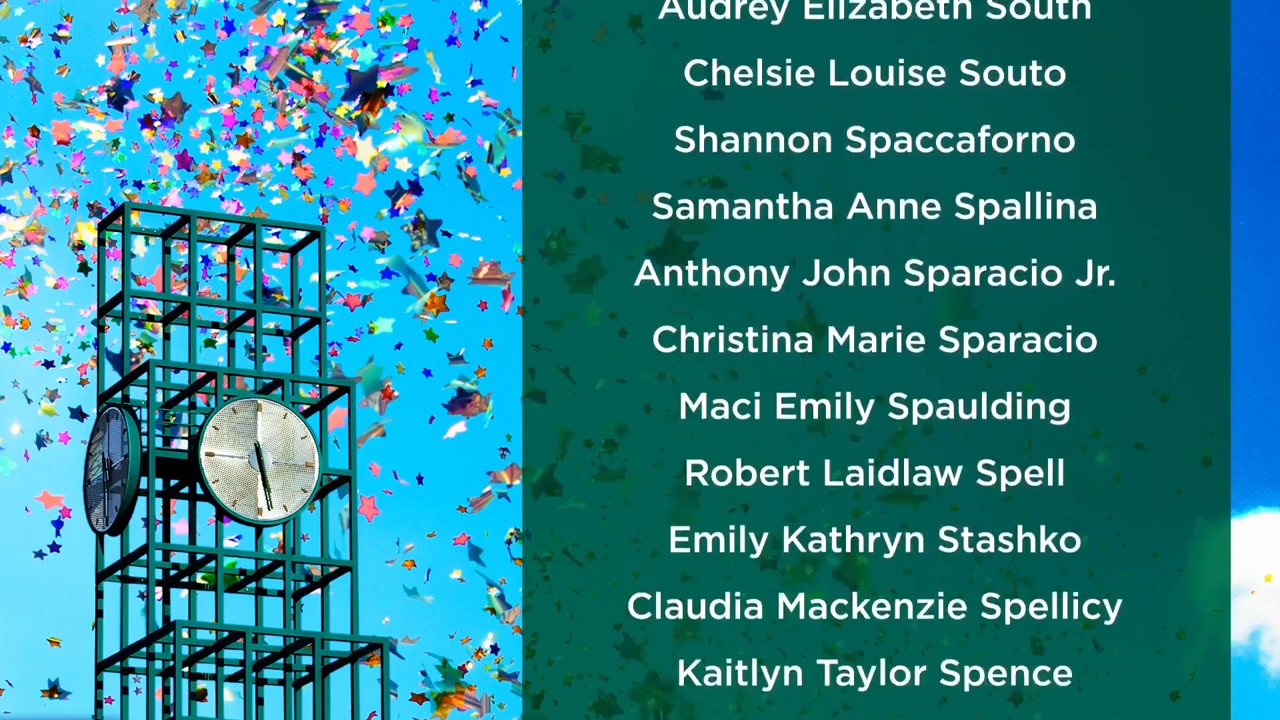 Audrey Elizabeth South
Chelsie Louise Souto
Shannon Spaccaforno
Samantha Anne Spallina
Anthony John Sparacio Jr.
Christina Marie Sparacio
Maci Emily Spaulding
Robert Laidlaw Spell
Emily Kathryn Stashko
Claudia Mackenzie Spellicy
Kaitlyn Taylor Spence